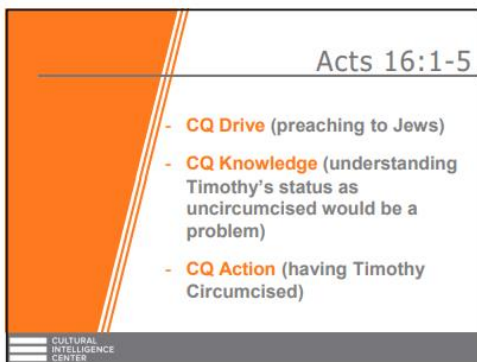 Acts 16:1-5
- CQ Drive (preaching to Jews)
- CQ Knowledge (understanding
Timothy's status as
uncircumcised would be a
problem)
- CQ Action (having Timothy
Circumcised)
CULTURAL
INTELLIGENCE
CENTER